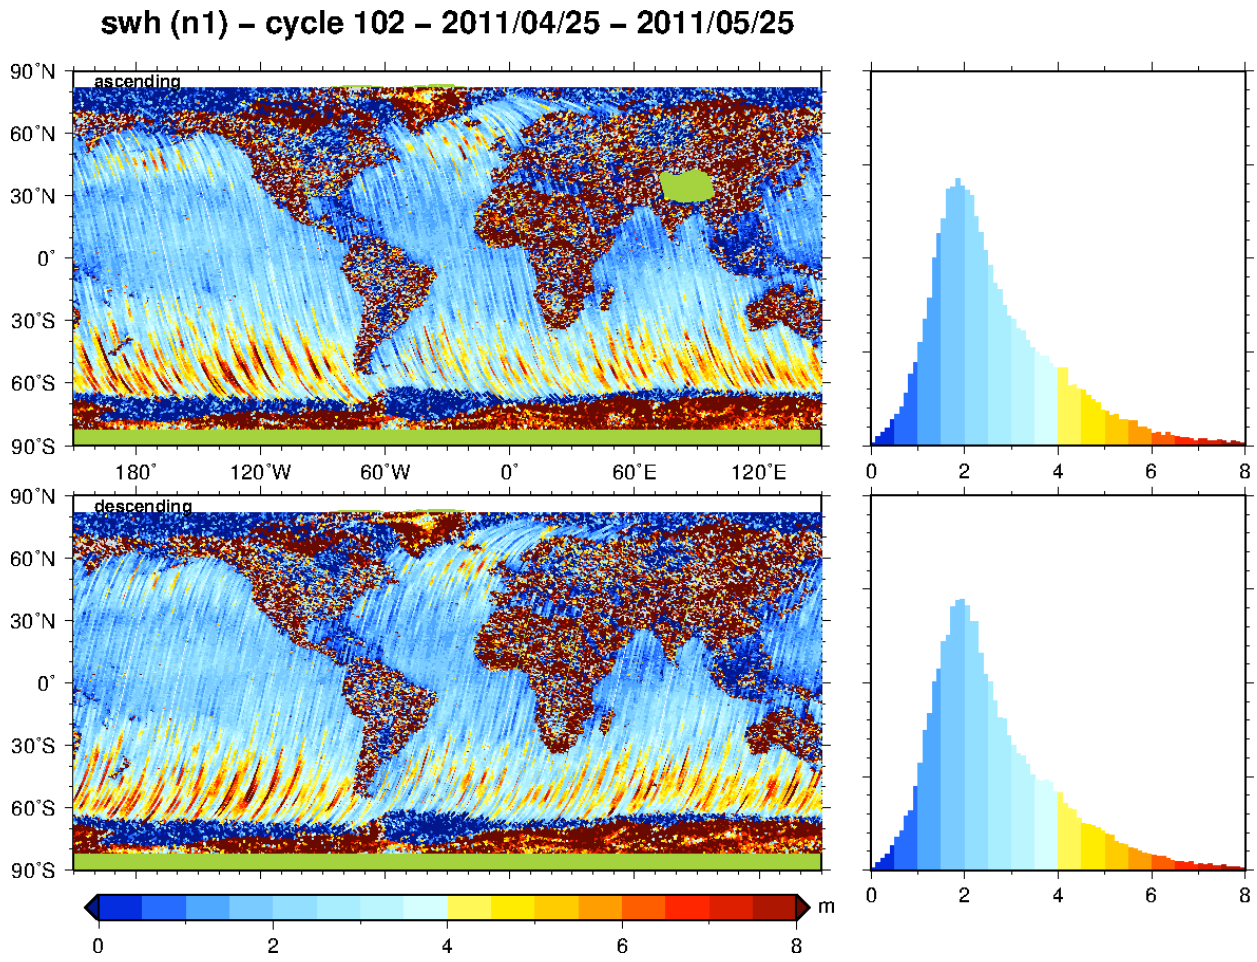 swh (n1) – cycle 102 – 2011/04/25 – 2011/05/25
90˚N
ascending
60˚N
30˚N
0˚
30˚S
60˚S
90˚S
180˚ 120˚W 60˚W 0˚ 60˚E 120˚E
0 2 4 6 8
90˚N
descending
60˚N
30˚N
0˚
30˚S
60˚S
90˚S
0 2 4 6 8
m
0 2 4 6 8